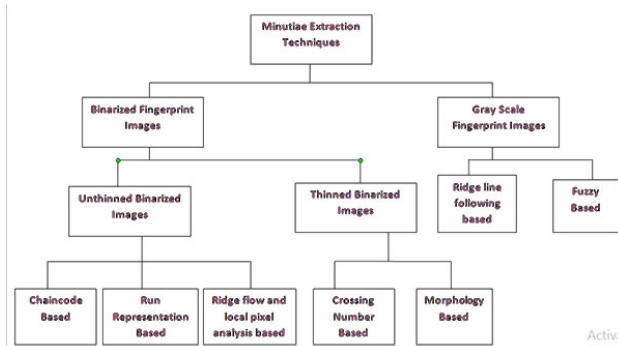 Minutiae Extraction
Techniques
Binarized Fingerprint
Images
Gray Scale
Fingerprint Images
Unthinned Binarized
Images
Thinned Binarized
Images
Ridge line
following
based
Fuzzy
Based
Chaincode
Based
Run
Representation
Based
Ridge flow and
local pixel
analysis based
Crossing
Number
Based
Morphology
Based
Activa